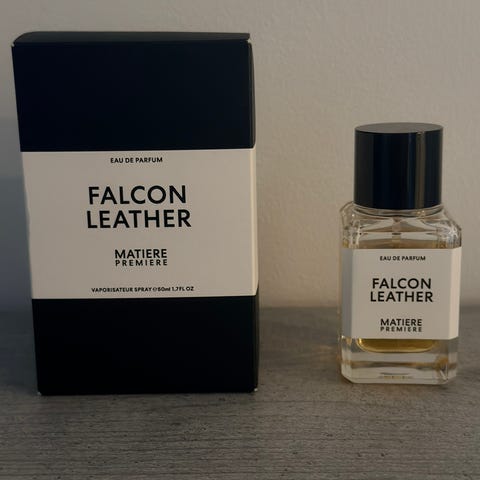 EAU DE PARFUM
FALCON
LEATHER
MATIERE
PREMIERE
VAPORISATEUR SPRAY ℮50ml 1.7FL OZ
EAU DE PARFUM
FALCON
LEATHER
MATIERE
PREMIERE